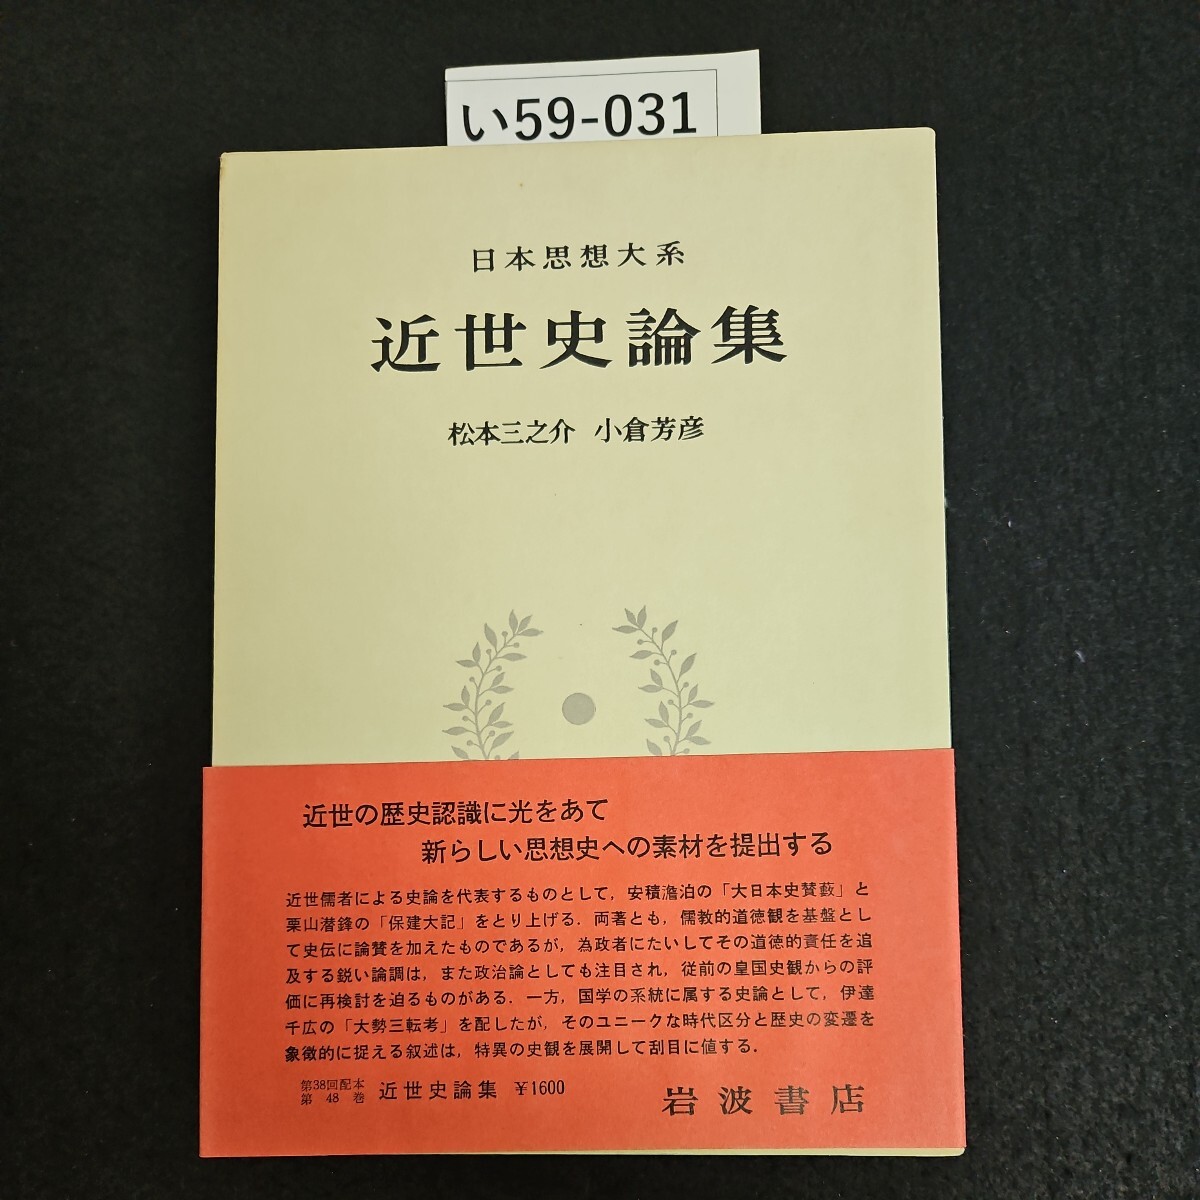 い59-031
日本思想大系
近世史論集
松本三之介 小倉芳彦
近世の歴史認識に光をあて
新らしい思想史への素材を提出する
近世儒者による史論を代表するものとして，安積澹泊の「大日本史賛藪」と
栗山潜鋒の「保建大記」をとり上げる．両著とも，儒教的道徳観を基盤とし
て史伝に論賛を加えたものであるが，為政者にたいしてその道徳的責任を追
及する鋭い論調は，また政治論としても注目され，従前の皇国史観からの評
価に再検討を迫るものがある．一方，国学の系統に属する史論として，伊達
千広の「大勢三転考」を配したが，そのユニークな時代区分と歴史の変遷を
象徴的に捉える叙述は，特異の史観を展開して刮目に値する．
第38回配本
第 48 巻
近世史論集 ￥1600
岩波書店